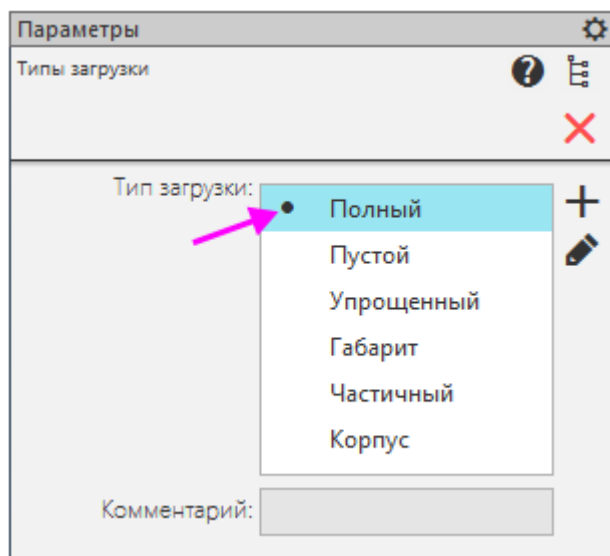 Параметры
Типы загрузки
Тип загрузки:
Полный
Пустой
Упрощенный
Габарит
Частичный
Корпус
Комментарий: